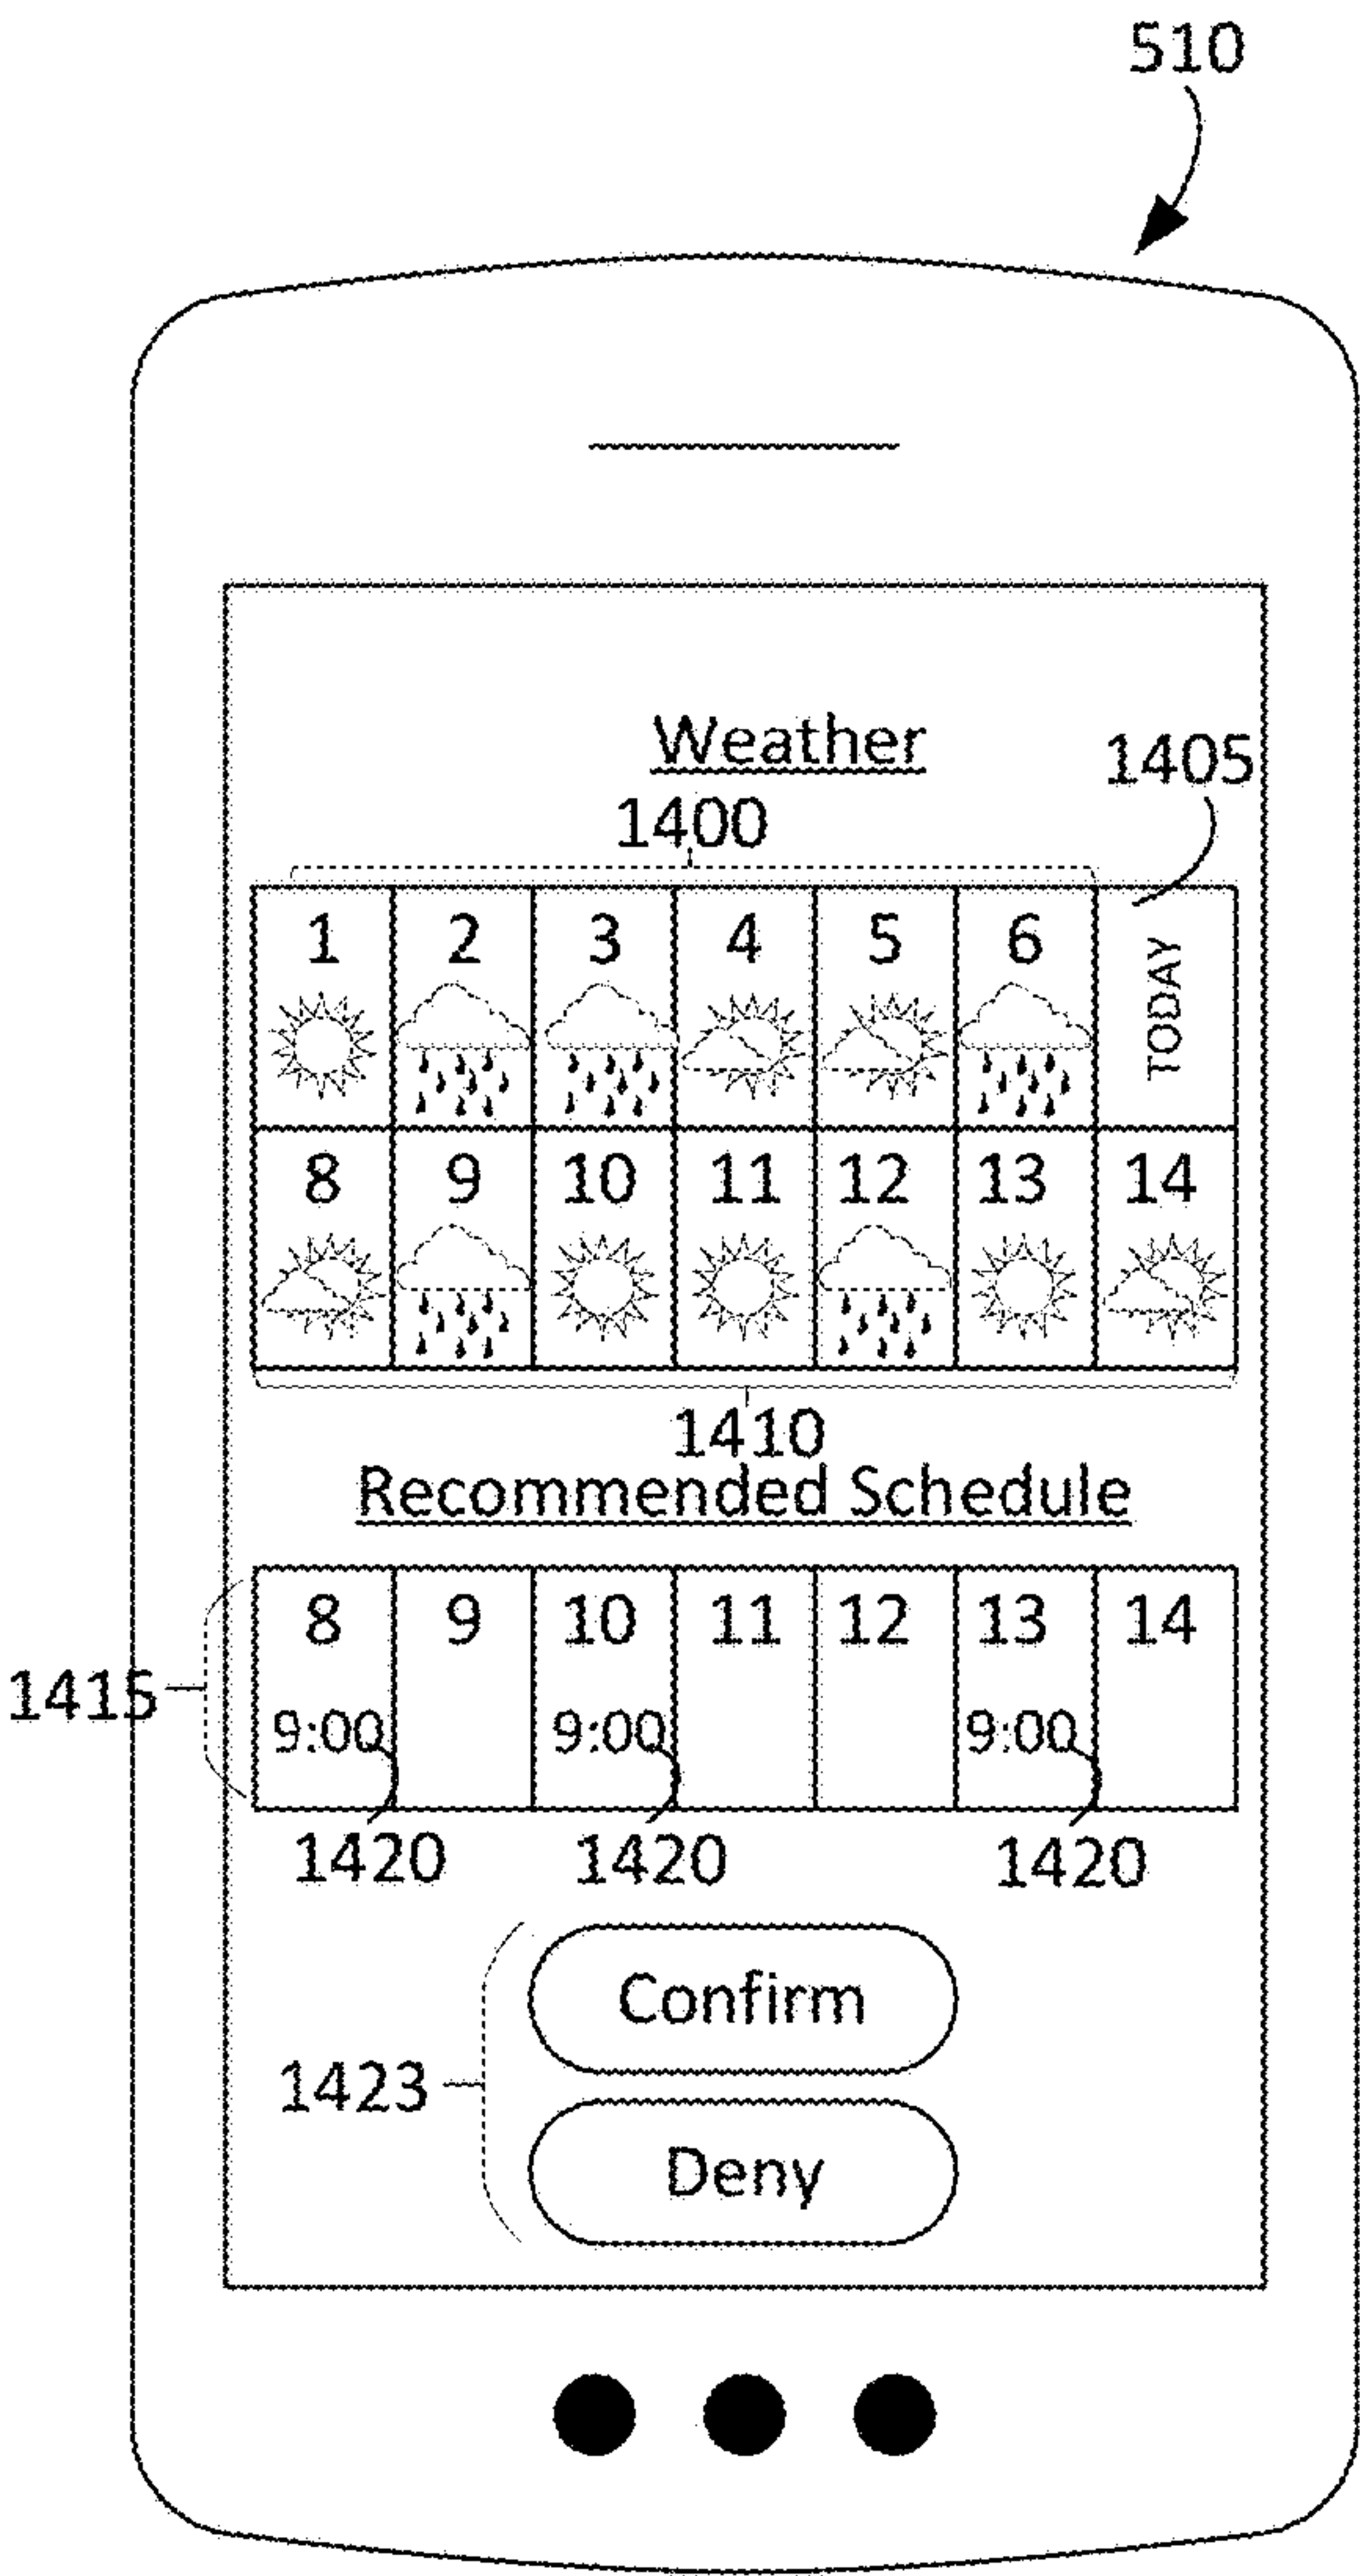 510
Weather
1405
1400
1 2 3 4 5 6 TODAY
8 9 10 11 12 13 14
1410
Recommended Schedule
8 9 10 11 12 13 14
1415
9:00 9:00 9:00
1420 1420 1420
Confirm
1423
Deny